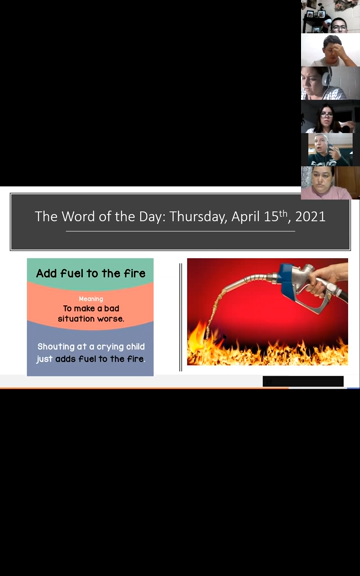 The Word of the Day: Thursday, April 15th, 2021
Add fuel to the fire
Meaning
To make a bad
situation worse.
Shouting at a crying child
just adds fuel to the fire.